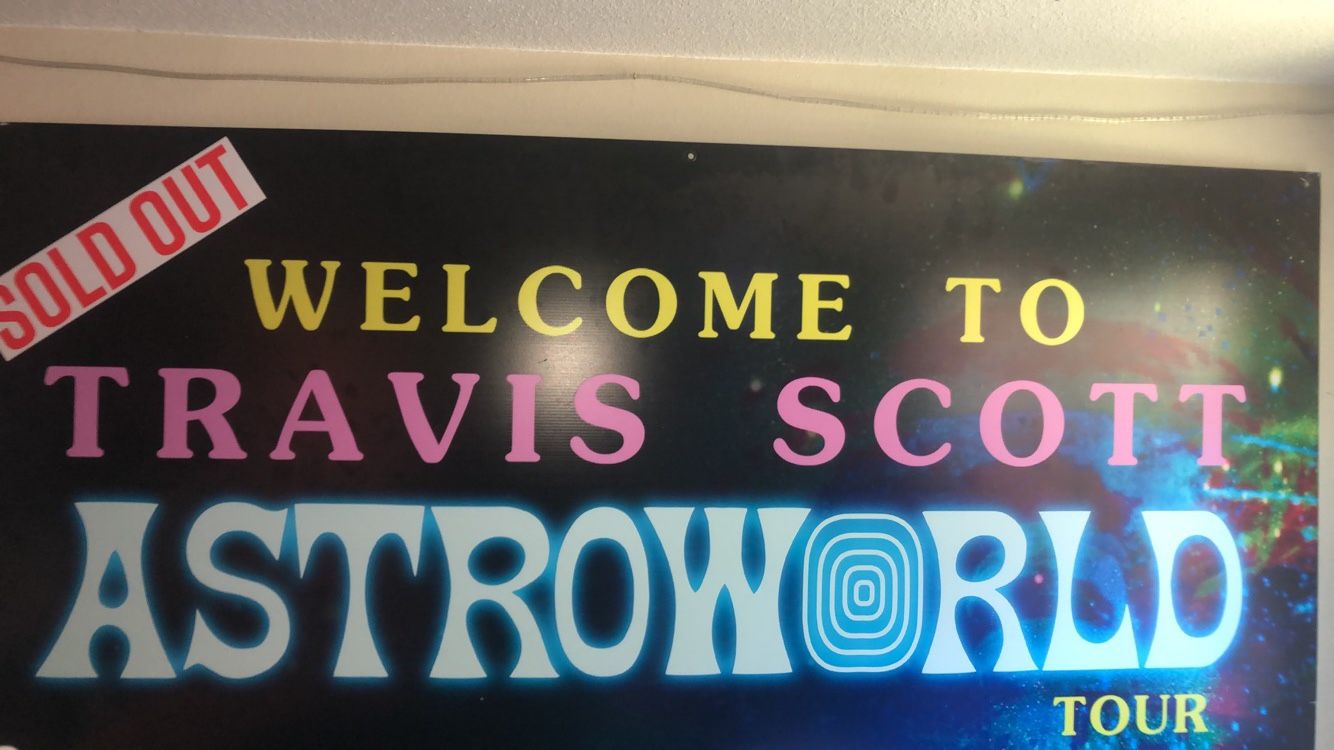 SOLD OUT
WELCOME TO
TRAVIS SCOTT
ASTROWORLD
TOUR